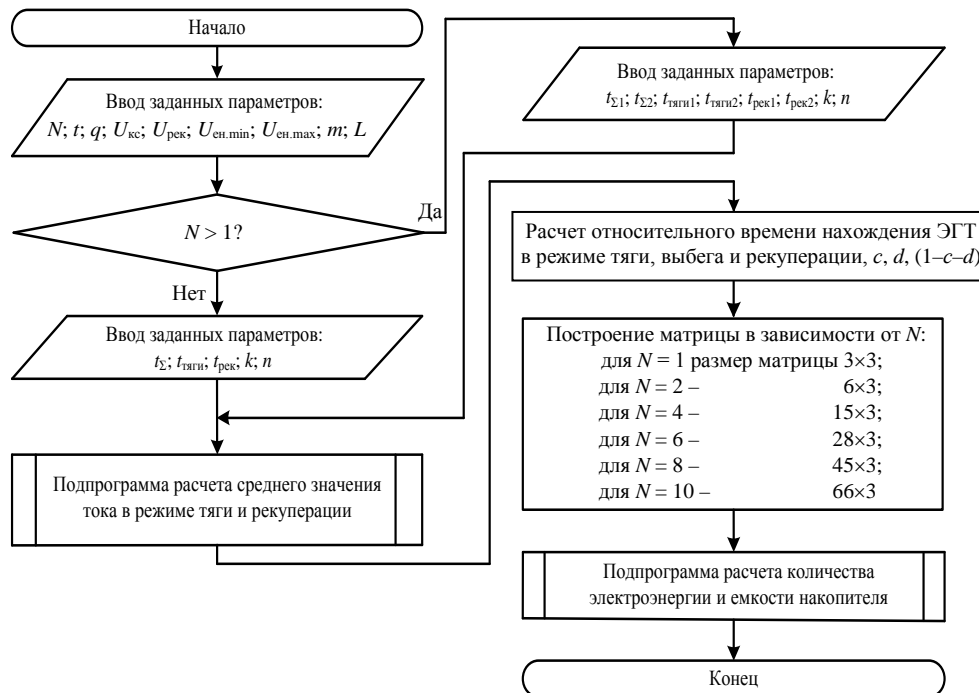 Начало
Ввод заданных параметров:
N; t; q; Uкс; Uрек; Uен.min; Uен.max; m; L
N > 1?
Да
Нет
Ввод заданных параметров:
tΣ; tтяги; tрек; k; n
Подпрограмма расчета среднего значения
тока в режиме тяги и рекуперации
Ввод заданных параметров:
tΣ1; tΣ2; tтяги1; tтяги2; tрек1; tрек2; k; n
Расчет относительного времени нахождения ЭГТ
в режиме тяги, выбега и рекуперации, c, d, (1–c–d)
Построение матрицы в зависимости от N:
для N = 1 размер матрицы 3×3;
для N = 2 – 6×3;
для N = 4 – 15×3;
для N = 6 – 28×3;
для N = 8 – 45×3;
для N = 10 – 66×3
Подпрограмма расчета количества
электроэнергии и емкости накопителя
Конец